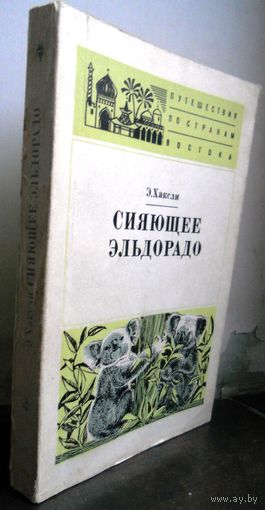 ПУТЕШЕСТВИЯ
ПО СТРАНАМ
ВОСТОКА
Э. Хаксли
СИЯЮЩЕЕ
ЭЛЬДОРАДО
Э. Хаксли СИЯЮЩЕЕ ЭЛЬДОРАДО
© www.ay.by